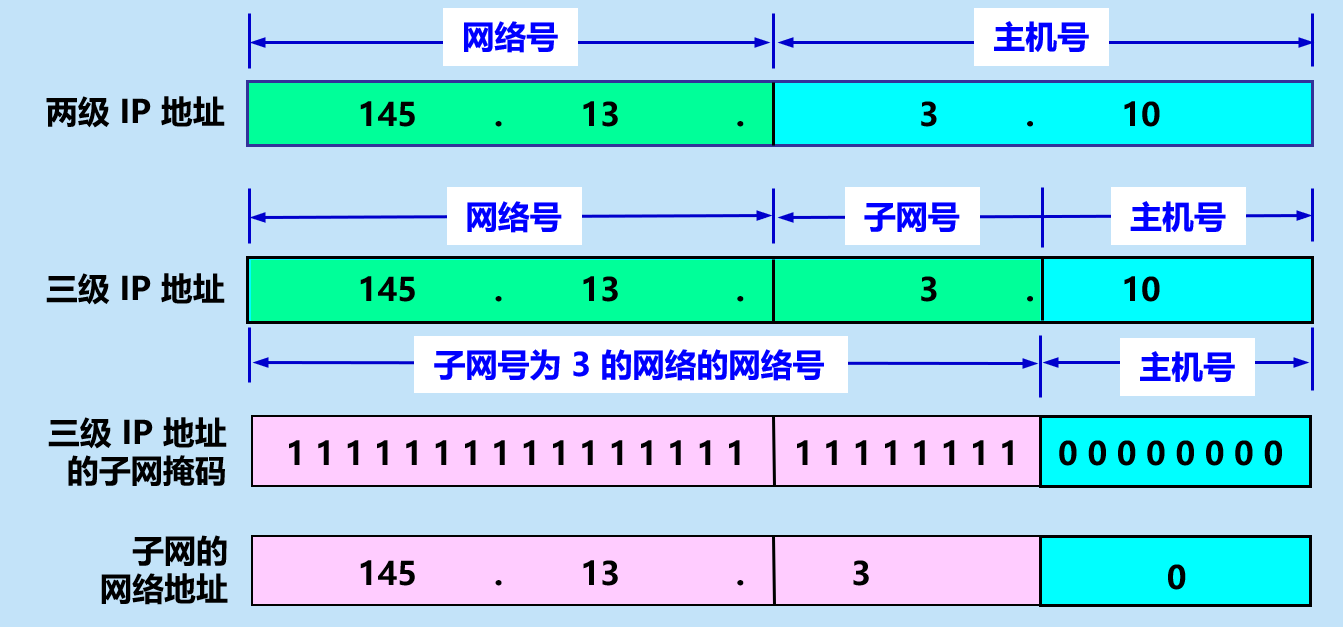 网络号 主机号
两级 IP 地址 145 . 13 . 3 . 10
网络号 子网号 主机号
三级 IP 地址 145 . 13 . 3 . 10
子网号为 3 的网络的网络号 主机号
三级 IP 地址
的子网掩码
1 1 1 1 1 1 1 1 1 1 1 1 1 1 1 1 1 1 1 1 1 1 1 1 0 0 0 0 0 0 0 0
子网的
网络地址
145 . 13 . 3 0